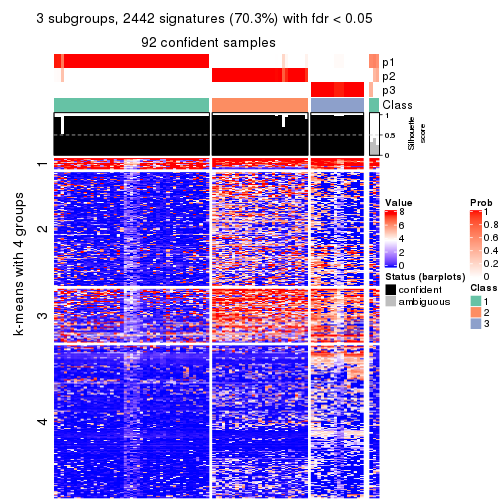 3 subgroups, 2442 signatures (70.3%) with fdr < 0.05
92 confident samples
p1
p2
p3
Class
1
0.5
0
Silhouette
score
k-means with 4 groups
1
2
3
4
Value
8
6
4
2
0
Status (barplots)
confident
ambiguous
Prob
1
0.8
0.6
0.4
0.2
0
Class
1
2
3